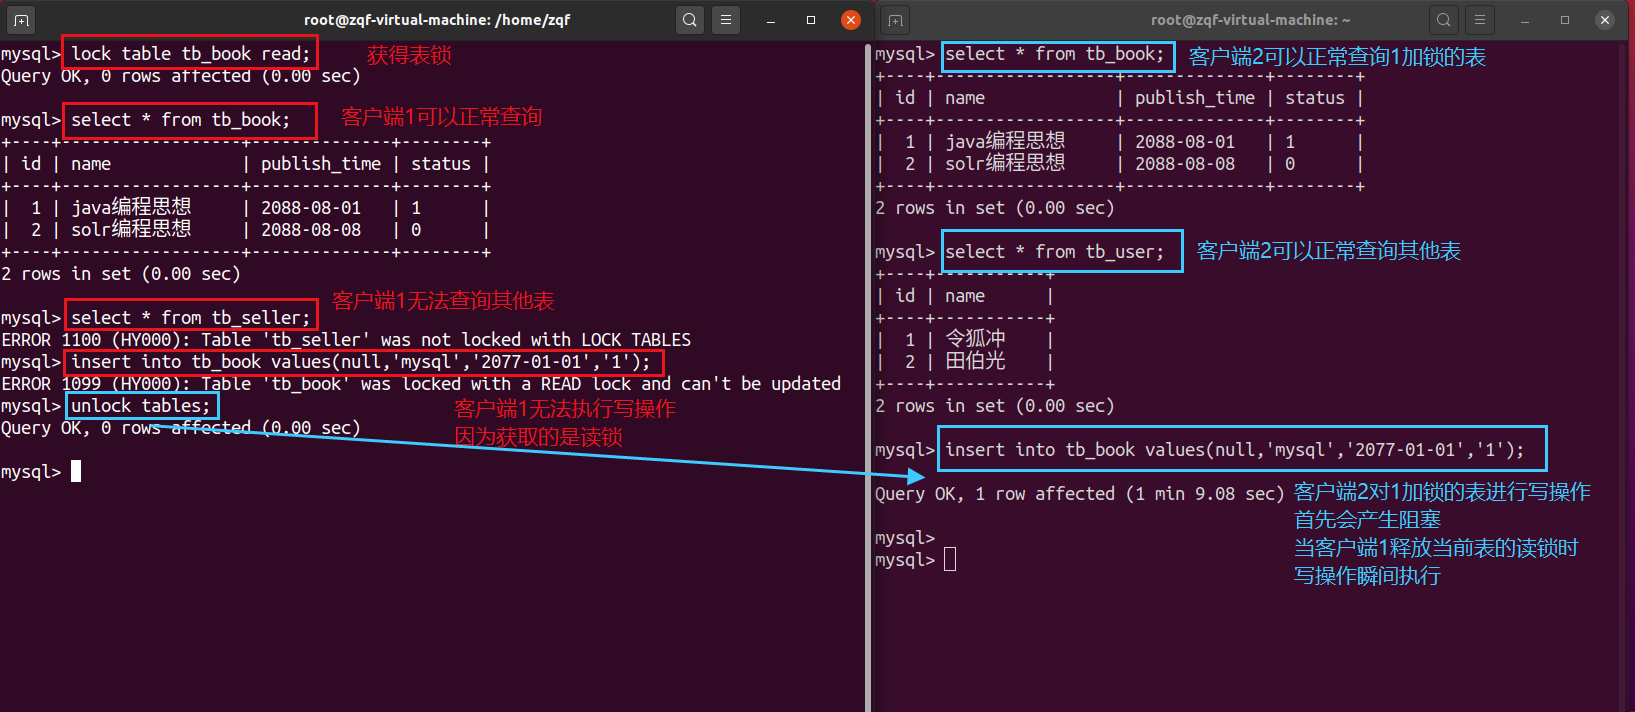 root@zqf-virtual-machine: /home/zqf
mysql> lock table tb_book read; 获得表锁
Query OK, 0 rows affected (0.00 sec)
mysql> select * from tb_book; 客户端1可以正常查询
+----+------------------+--------------+--------+
| id | name             | publish_time | status |
+----+------------------+--------------+--------+
|  1 | java编程思想     | 2088-08-01   | 1      |
|  2 | solr编程思想     | 2088-08-08   | 0      |
+----+------------------+--------------+--------+
2 rows in set (0.00 sec)
客户端1无法查询其他表
mysql> select * from tb_seller;
ERROR 1100 (HY000): Table 'tb_seller' was not locked with LOCK TABLES
mysql> insert into tb_book values(null,'mysql','2077-01-01','1');
ERROR 1099 (HY000): Table 'tb_book' was locked with a READ lock and can't be updated
mysql> unlock tables;
客户端1无法执行写操作
Query OK, 0 rows affected (0.00 sec)
因为获取的是读锁
mysql>
root@zqf-virtual-machine: ~
mysql> select * from tb_book; 客户端2可以正常查询1加锁的表
+----+------------------+--------------+--------+
| id | name             | publish_time | status |
+----+------------------+--------------+--------+
|  1 | java编程思想     | 2088-08-01   | 1      |
|  2 | solr编程思想     | 2088-08-08   | 0      |
+----+------------------+--------------+--------+
2 rows in set (0.00 sec)
mysql> select * from tb_user; 客户端2可以正常查询其他表
+----+-----------+
| id | name      |
+----+-----------+
|  1 | 令狐冲    |
|  2 | 田伯光    |
+----+-----------+
2 rows in set (0.00 sec)
mysql> insert into tb_book values(null,'mysql','2077-01-01','1');
Query OK, 1 row affected (1 min 9.08 sec) 客户端2对1加锁的表进行写操作
首先会产生阻塞
当客户端1释放当前表的读锁时
写操作瞬间执行
mysql>
mysql>